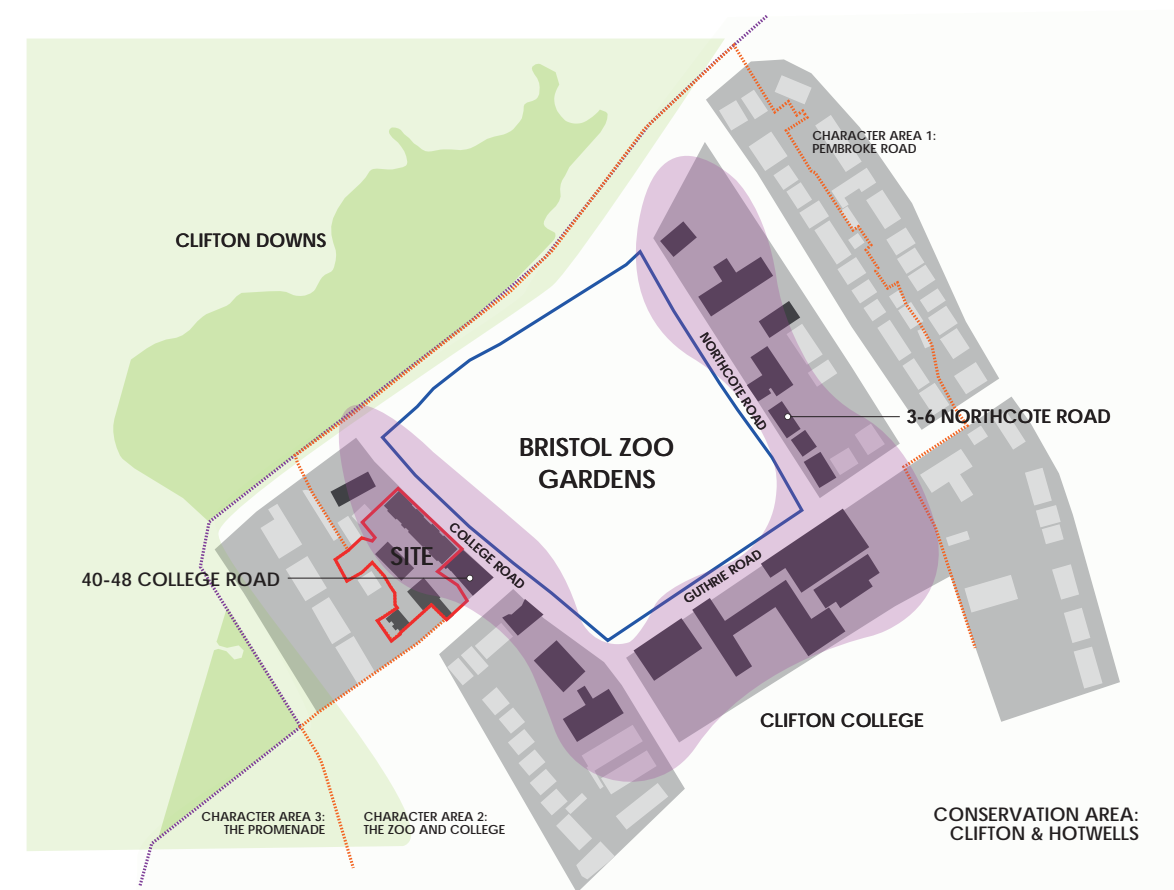 CHARACTER AREA 1:
PEMBROKE ROAD
CLIFTON DOWNS
NORTHCOTE ROAD
3-6 NORTHCOTE ROAD
BRISTOL ZOO
GARDENS
SITE
COLLEGE ROAD
40-48 COLLEGE ROAD
GUTHRIE ROAD
CLIFTON COLLEGE
CHARACTER AREA 3:
THE PROMENADE
CHARACTER AREA 2:
THE ZOO AND COLLEGE
CONSERVATION AREA:
CLIFTON & HOTWELLS